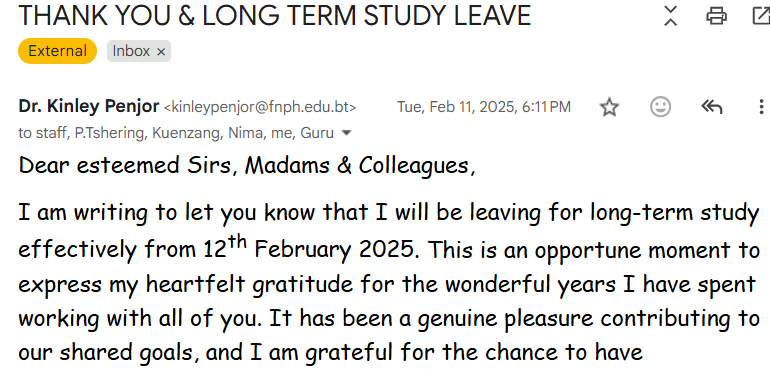 THANK YOU & LONG TERM STUDY LEAVE
External Inbox ×
Dr. Kinley Penjor <kinleypenjor@fnph.edu.bt> Tue, Feb 11, 2025, 6:11 PM
to staff, P.Tshering, Kuenzang, Nima, me, Guru
Dear esteemed Sirs, Madams & Colleagues,
I am writing to let you know that I will be leaving for long-term study
effectively from 12th February 2025. This is an opportune moment to
express my heartfelt gratitude for the wonderful years I have spent
working with all of you. It has been a genuine pleasure contributing to
our shared goals, and I am grateful for the chance to have